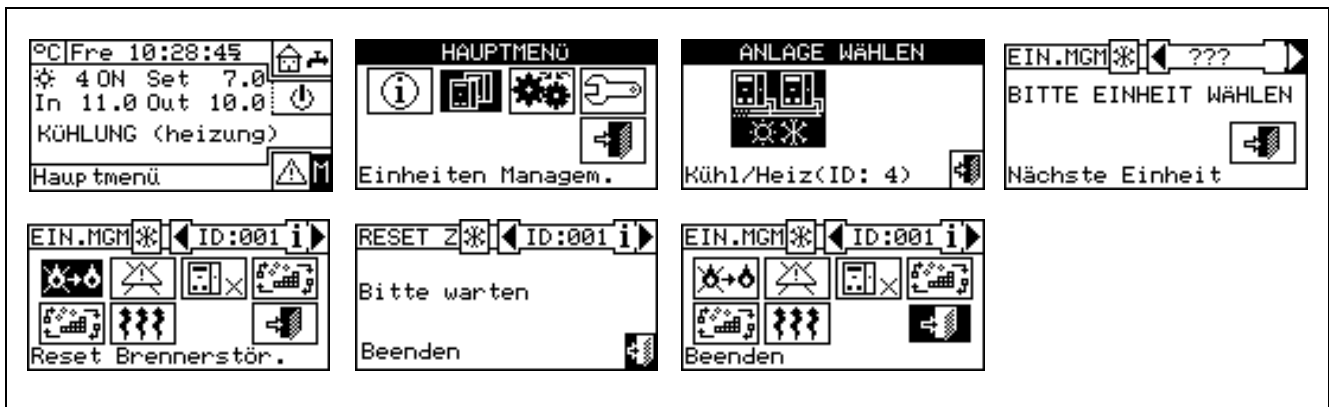 °C Fre 10:28:45
4 ON Set 7.0
In 11.0 Out 10.0
KÜHLUNG (heizung)
Hauptmenü M
HAUPTMENÜ
Einheiten Managem.
ANLAGE WÄHLEN
Kühl/Heiz(ID: 4)
EIN.MGM ???
BITTE EINHEIT WÄHLEN
Nächste Einheit
EIN.MGM ID:001 i
Reset Brennerstör.
RESET Z ID:001 i
Bitte warten
Beenden
EIN.MGM ID:001 i
Beenden